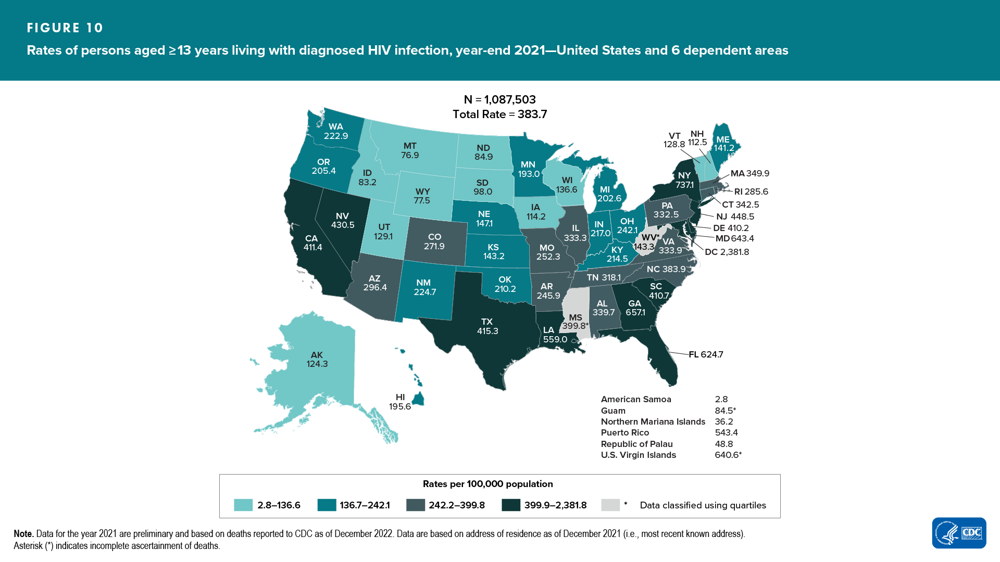 FIGURE 10
Rates of persons aged ≥13 years living with diagnosed HIV infection, year-end 2021—United States and 6 dependent areas
N = 1,087,503
Total Rate = 383.7
WA
222.9
OR
205.4
CA
411.4
NV
430.5
ID
83.2
MT
76.9
WY
77.5
UT
129.1
CO
271.9
AZ
296.4
NM
224.7
ND
84.9
SD
98.0
NE
147.1
KS
143.2
OK
210.2
TX
415.3
MN
193.0
IA
114.2
MO
252.3
AR
245.9
LA
559.0
WI
136.6
IL
333.3
MI
202.6
IN
217.0
OH
242.1
KY
214.5
TN 318.1
MS
399.8*
AL
339.7
GA
657.1
SC
410.7
NC 383.9
VA
333.9
WV*
143.3
PA
332.5
NY
737.1
VT
128.8
NH
112.5
ME
141.2
MA 349.9
RI 285.6
CT 342.5
NJ 448.5
DE 410.2
MD 643.4
DC 2,381.8
FL 624.7
AK
124.3
HI
195.6
American Samoa 2.8
Guam 84.5*
Northern Mariana Islands 36.2
Puerto Rico 543.4
Republic of Palau 48.8
U.S. Virgin Islands 640.6*
Rates per 100,000 population
2.8–136.6 136.7–242.1 242.2–399.8 399.9–2,381.8 * Data classified using quartiles
Note. Data for the year 2021 are preliminary and based on deaths reported to CDC as of December 2022. Data are based on address of residence as of December 2021 (i.e., most recent known address).
Asterisk (*) indicates incomplete ascertainment of deaths.
CDC